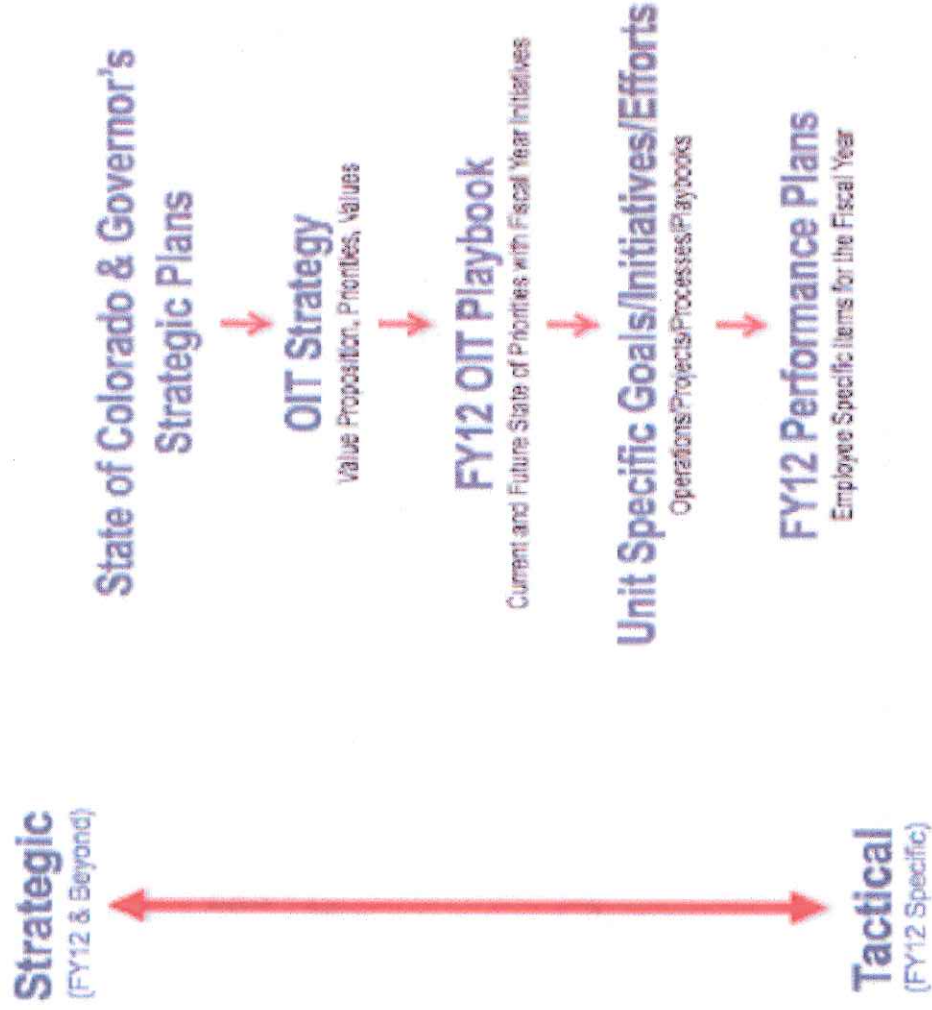 Strategic
(FY12 & Beyond)
Tactical
(FY12 Specific)
State of Colorado & Governor's
Strategic Plans
OIT Strategy
Value Proposition, Priorities, Values
FY12 OIT Playbook
Current and Future State of Priorities with Fiscal Year Initiatives
Unit Specific Goals/Initiatives/Efforts
Operations/Projects/Processes/Playbooks
FY12 Performance Plans
Employee Specific Items for the Fiscal Year